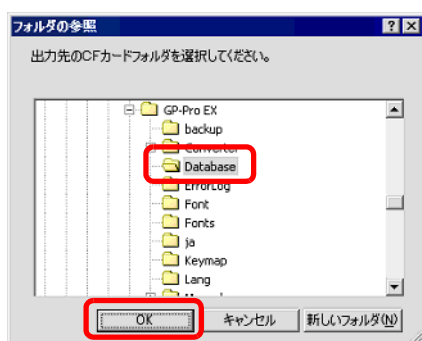 フォルダの参照
出力先のCFカードフォルダを選択してください。
GP-Pro EX
backup
Converter
Database
ErrorLog
Font
Fonts
ja
Keymap
Lang
OK キャンセル 新しいフォルダ(N)